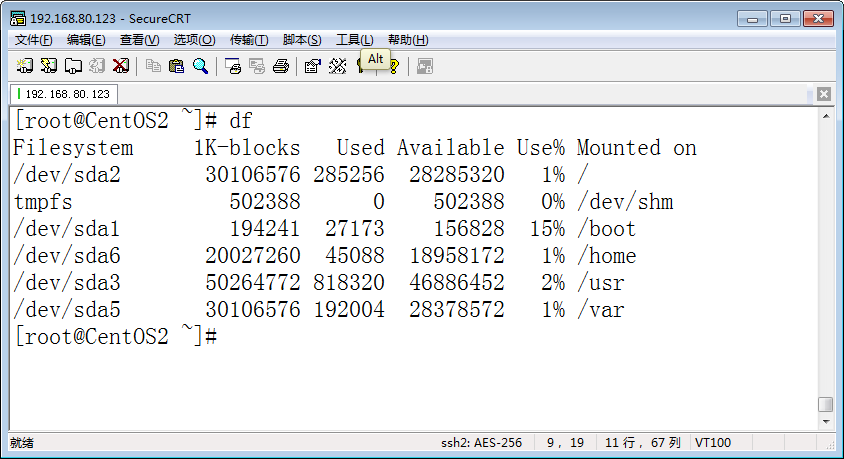 192.168.80.123 - SecureCRT
文件(F) 编辑(E) 查看(V) 选项(O) 传输(T) 脚本(S) 工具(L) 帮助(H)
Alt
192.168.80.123
[root@CentOS2 ~]# df
Filesystem     1K-blocks   Used Available Use% Mounted on
/dev/sda2       30106576 285256  28285320   1% /
tmpfs             502388      0    502388   0% /dev/shm
/dev/sda1         194241  27173    156828  15% /boot
/dev/sda6       20027260  45088  18958172   1% /home
/dev/sda3       50264772 818320  46886452   2% /usr
/dev/sda5       30106576 192004  28378572   1% /var
[root@CentOS2 ~]#
就绪 ssh2: AES-256 9, 19 11 行, 67 列 VT100